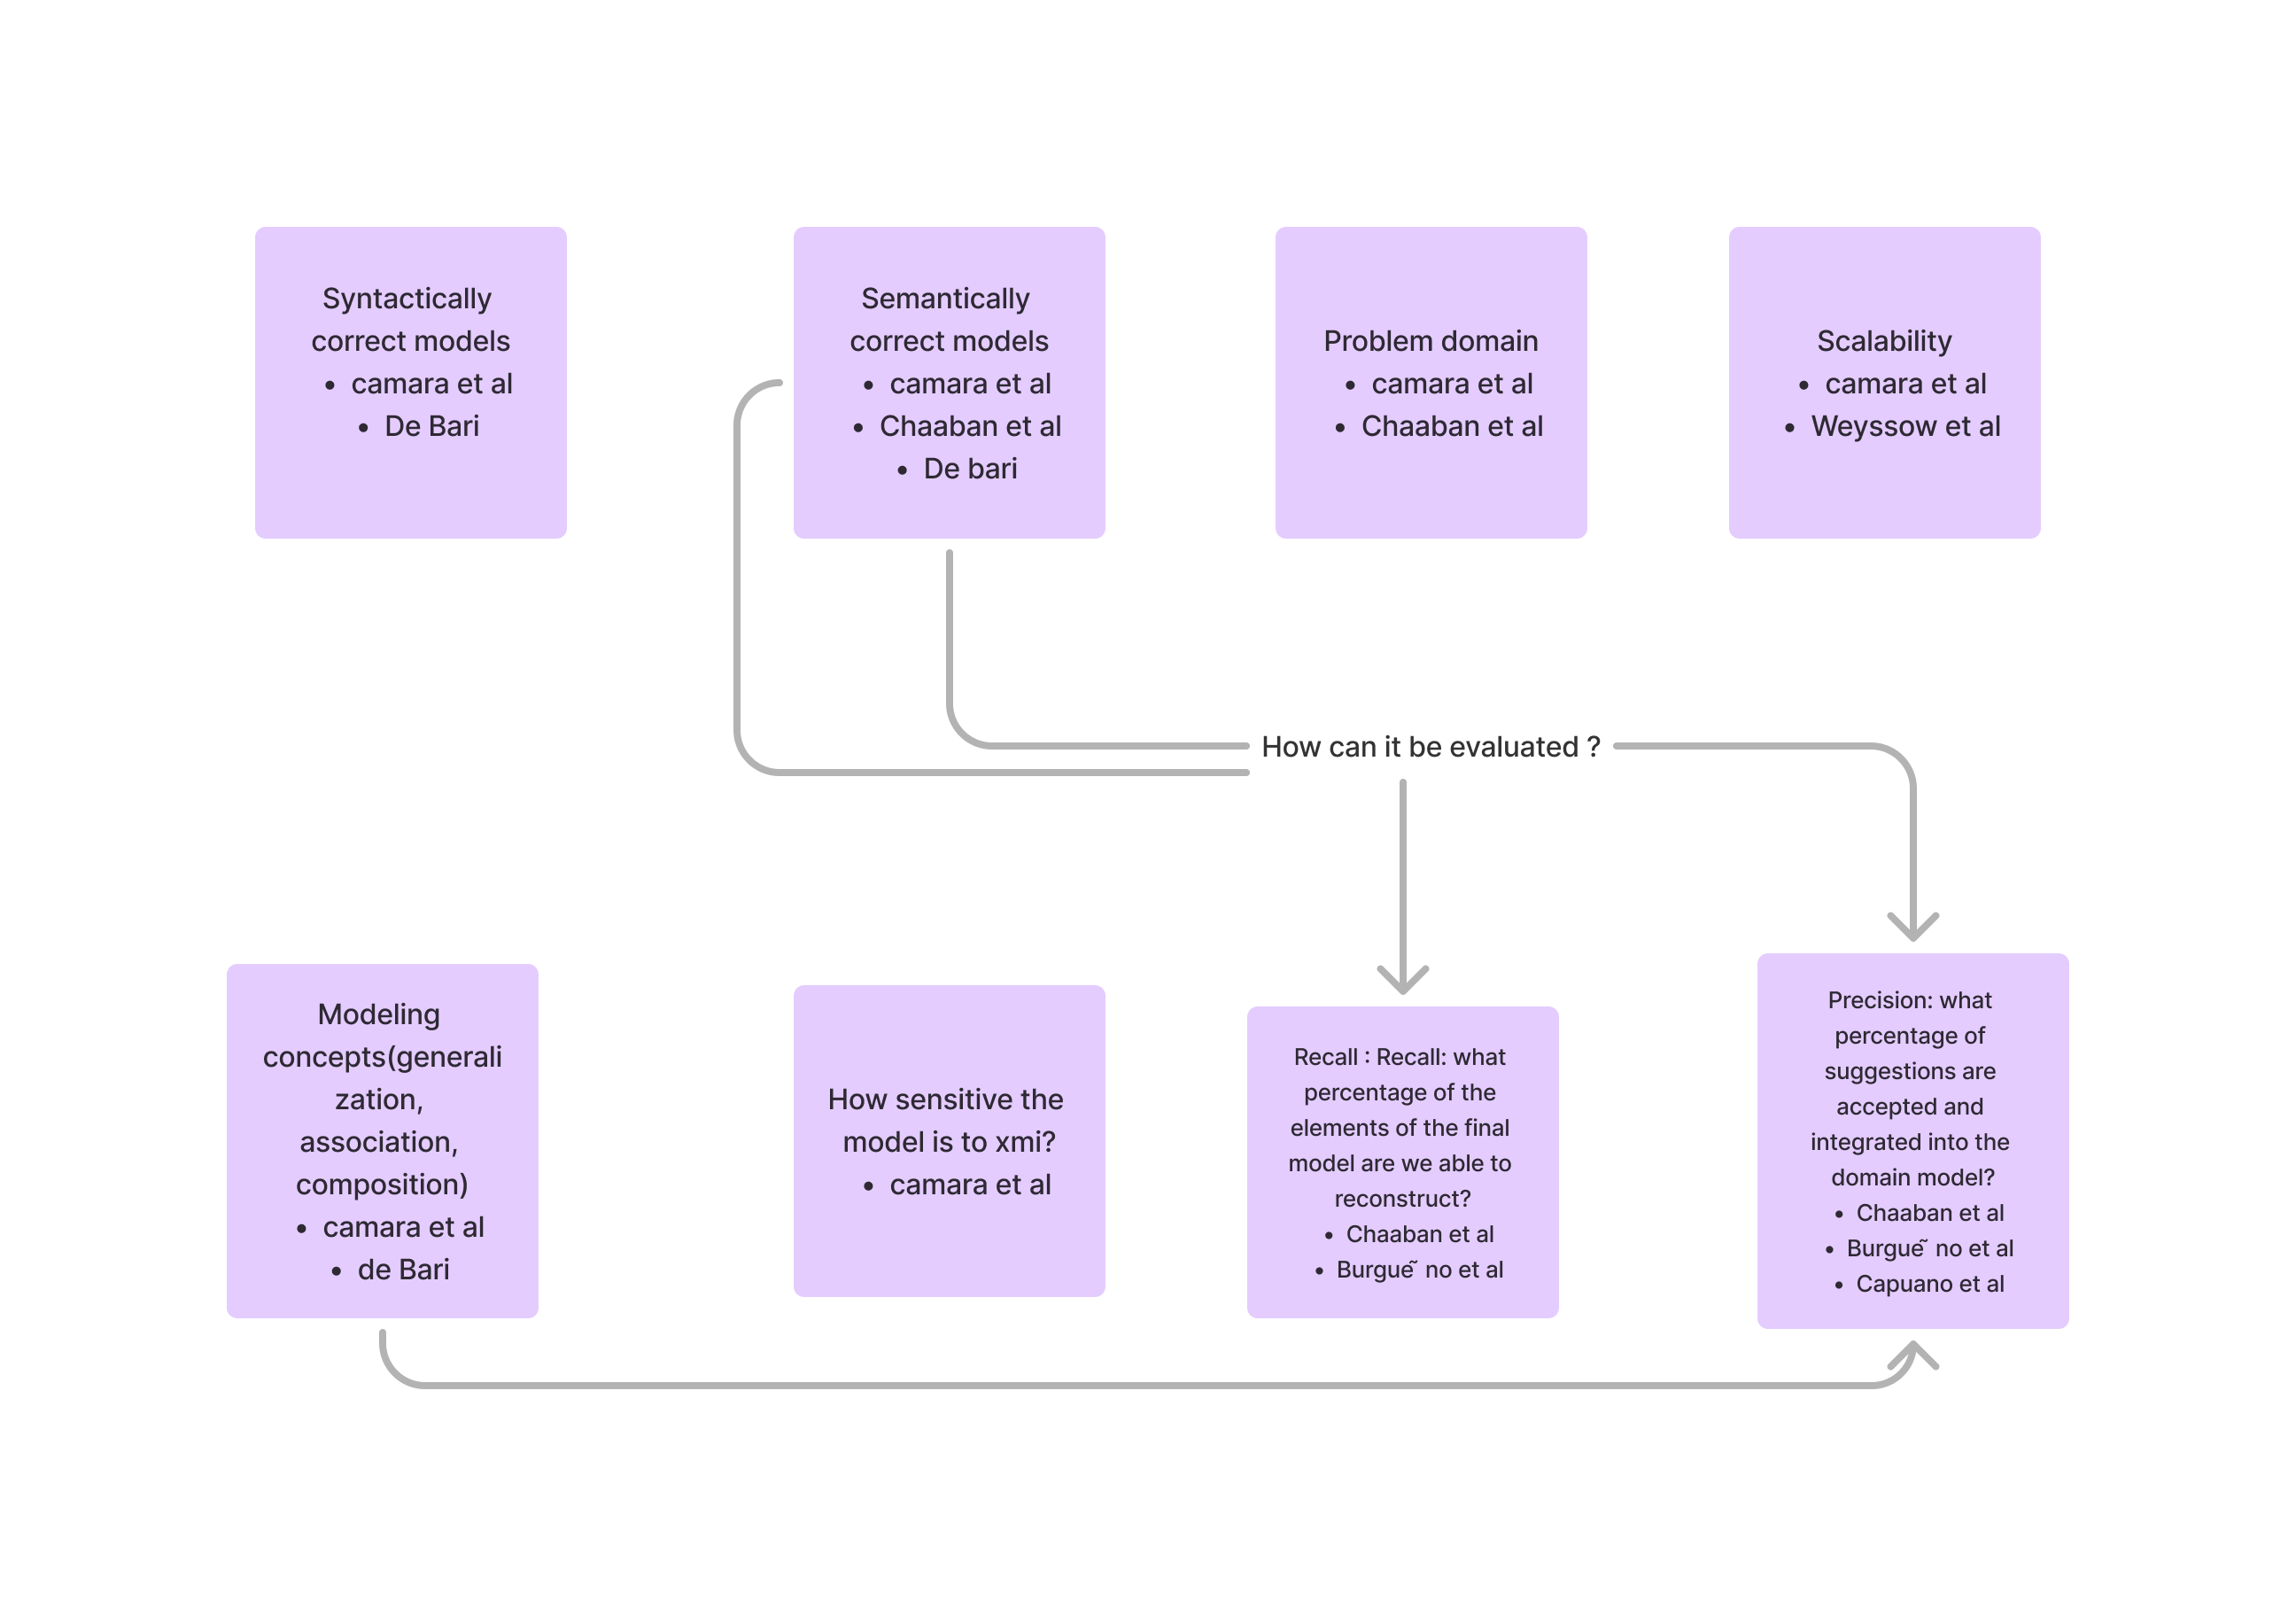 Syntactically
correct models
• camara et al
• De Bari
Semantically
correct models
• camara et al
• Chaaban et al
• De bari
Problem domain
• camara et al
• Chaaban et al
Scalability
• camara et al
• Weyssow et al
How can it be evaluated ?
Modeling
concepts(generali
zation,
association,
composition)
• camara et al
• de Bari
How sensitive the
model is to xmi?
• camara et al
Recall : Recall: what
percentage of the
elements of the final
model are we able to
reconstruct?
• Chaaban et al
• Burgue ̃ no et al
Precision: what
percentage of
suggestions are
accepted and
integrated into the
domain model?
• Chaaban et al
• Burgue ̃ no et al
• Capuano et al